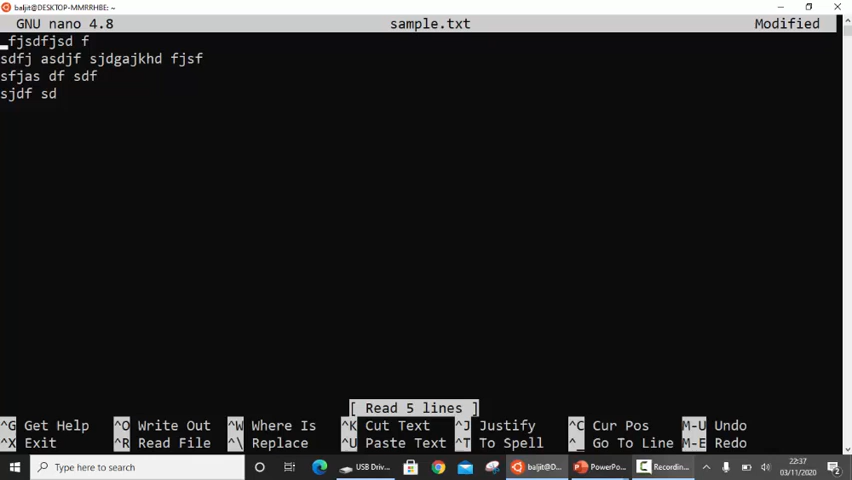 baljit@DESKTOP-MMRRHBE: ~
GNU nano 4.8 sample.txt Modified
fjsdfjsd f
sdfj asdjf sjdgajkhd fjsf
sfjas df sdf
sjdf sd
[ Read 5 lines ]
^G Get Help ^O Write Out ^W Where Is ^K Cut Text ^J Justify ^C Cur Pos M-U Undo
^X Exit ^R Read File ^\ Replace ^U Paste Text ^T To Spell ^_ Go To Line M-E Redo
Type here to search USB Driv... baljit@D... PowerPo... Recordin... 22:37
03/11/2020 2